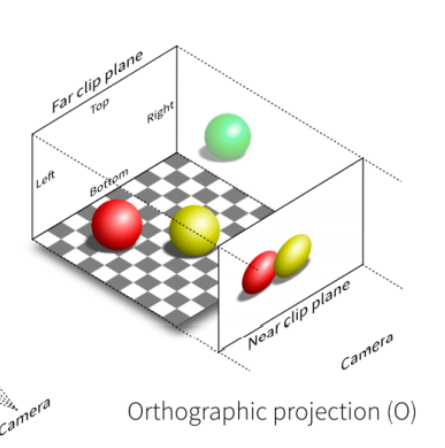 Far clip plane
Top
Right
Left
Bottom
Near clip plane
Camera
Camera
Orthographic projection (O)